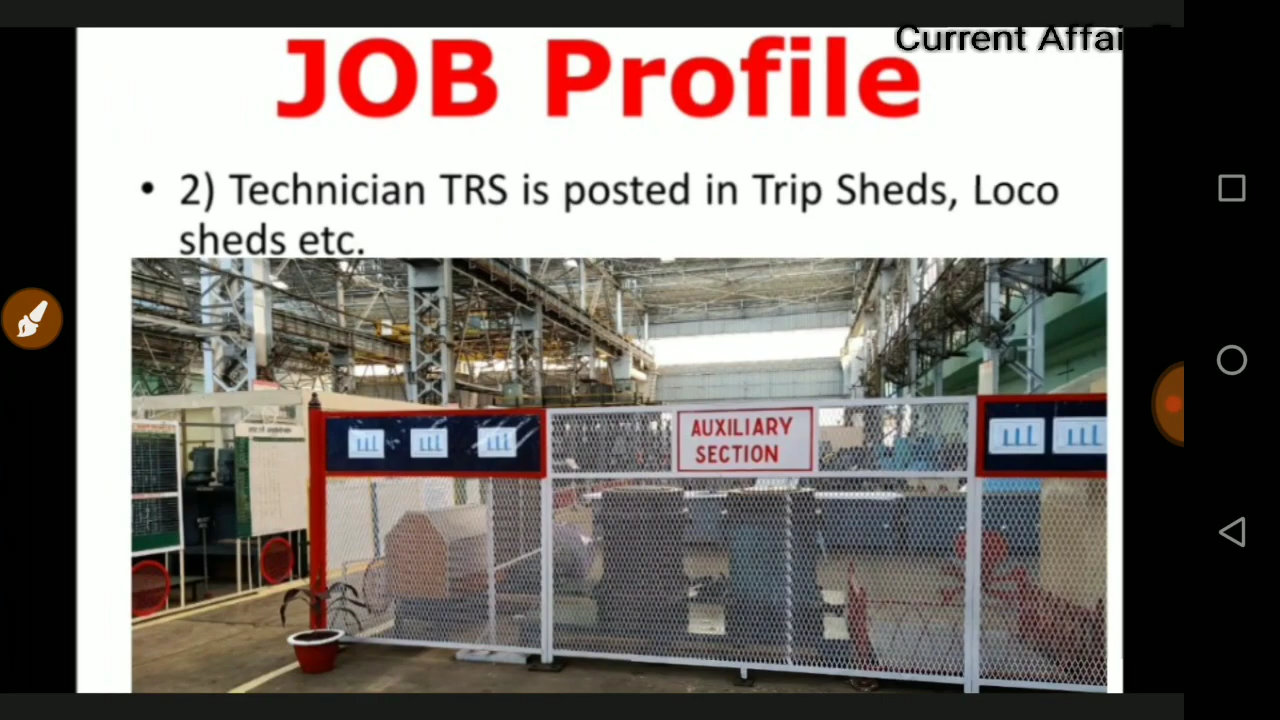 Current Affai
JOB Profile
• 2) Technician TRS is posted in Trip Sheds, Loco
sheds etc.
AUXILIARY
SECTION